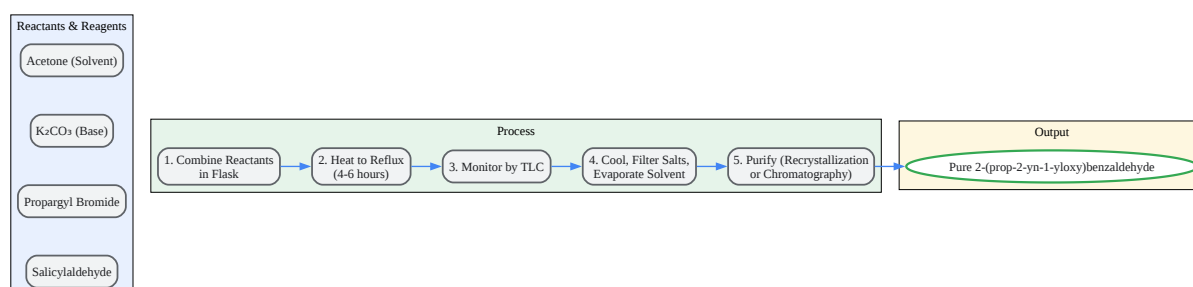 Reactants & Reagents
Acetone (Solvent)
K₂CO₃ (Base)
Propargyl Bromide
Salicylaldehyde
Process
1. Combine Reactants
in Flask
2. Heat to Reflux
(4-6 hours)
3. Monitor by TLC
4. Cool, Filter Salts,
Evaporate Solvent
5. Purify (Recrystallization
or Chromatography)
Output
Pure 2-(prop-2-yn-1-yloxy)benzaldehyde